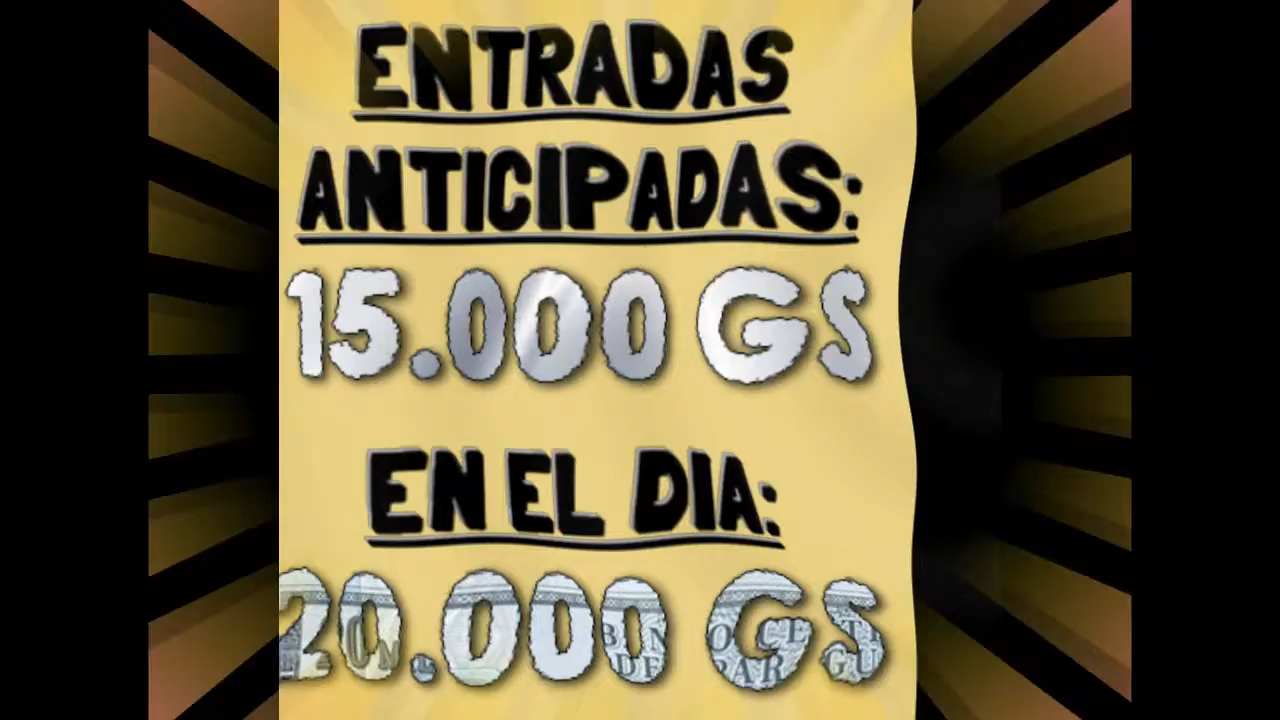 ENTRADAS
ANTICIPADAS:
15.000 GS
EN EL DIA:
20.000 GS